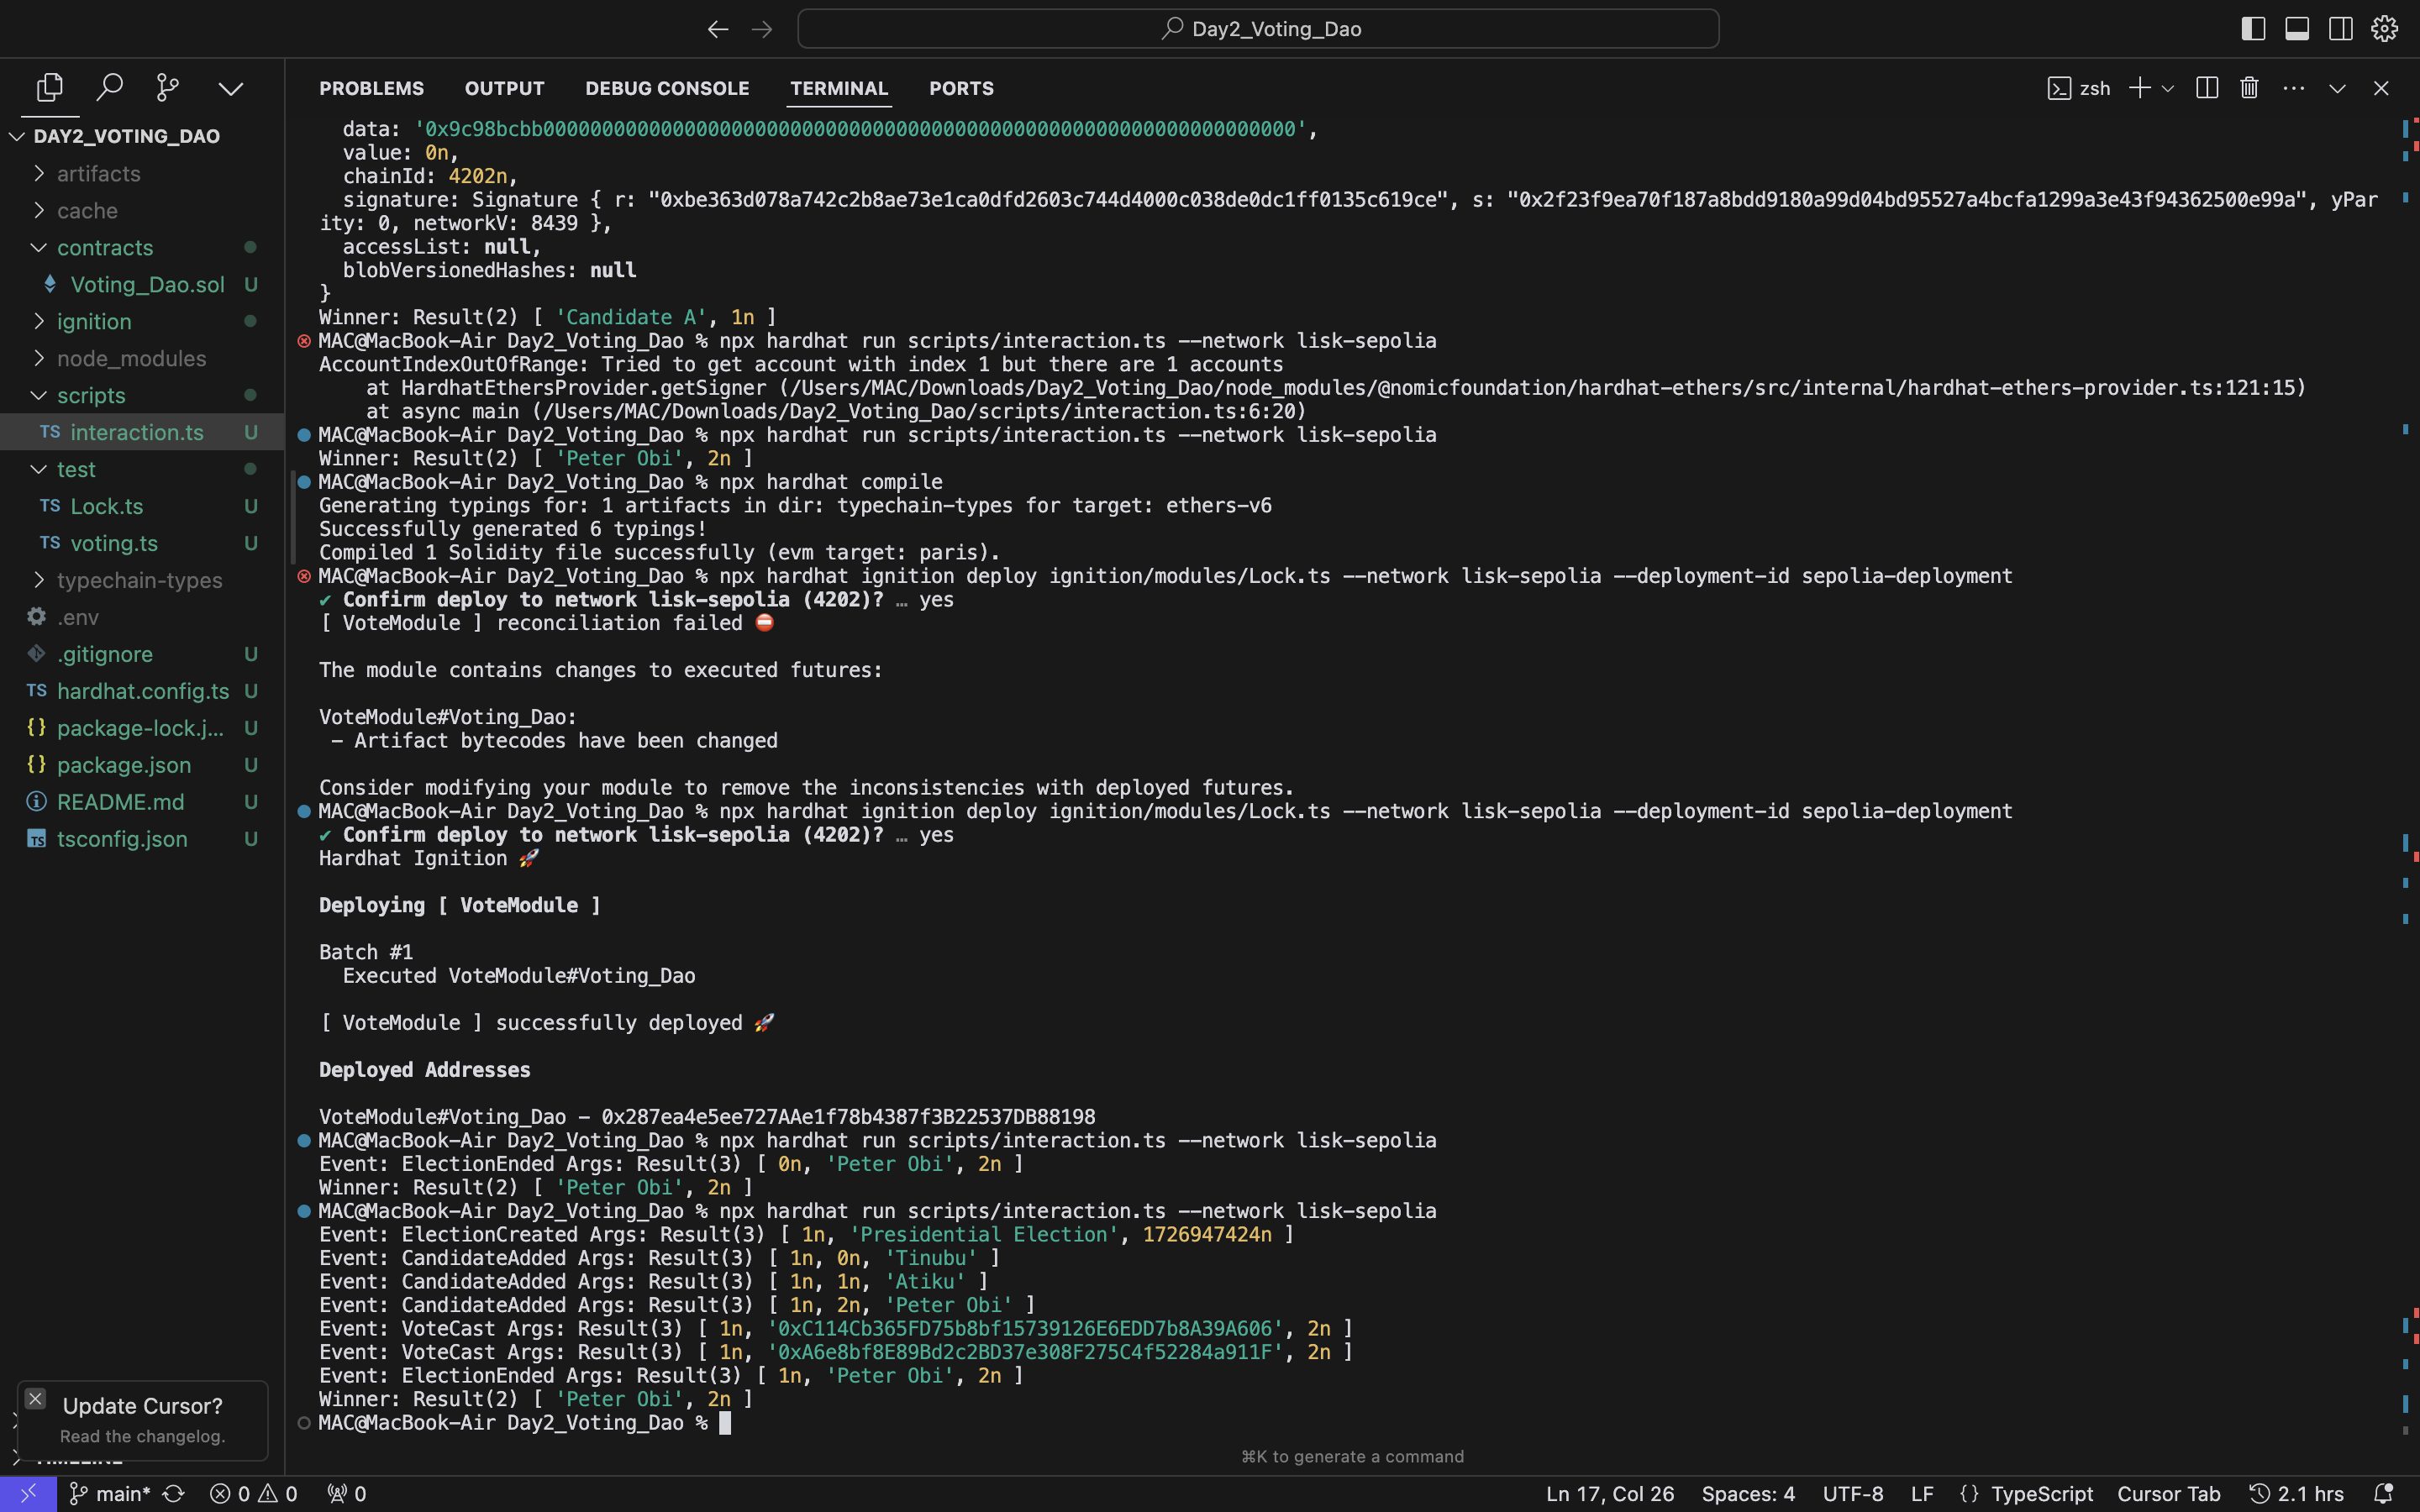 Day2_Voting_Dao
PROBLEMS OUTPUT DEBUG CONSOLE TERMINAL PORTS
zsh
DAY2_VOTING_DAO
artifacts
cache
contracts
Voting_Dao.sol U
ignition
node_modules
scripts
TS interaction.ts U
test
TS Lock.ts U
TS voting.ts U
typechain-types
.env
.gitignore U
TS hardhat.config.ts U
{} package-lock.j... U
{} package.json U
README.md U
TS tsconfig.json U
Update Cursor?
Read the changelog.
data: '0x9c98bcbb0000000000000000000000000000000000000000000000000000000000000000',
value: 0n,
chainId: 4202n,
signature: Signature { r: "0xbe363d078a742c2b8ae73e1ca0dfd2603c744d4000c038de0dc1ff0135c619ce", s: "0x2f23f9ea70f187a8bdd9180a99d04bd95527a4bcfa1299a3e43f94362500e99a", yPar
ity: 0, networkV: 8439 },
accessList: null,
blobVersionedHashes: null
}
Winner: Result(2) [ 'Candidate A', 1n ]
MAC@MacBook-Air Day2_Voting_Dao % npx hardhat run scripts/interaction.ts --network lisk-sepolia
AccountIndexOutOfRange: Tried to get account with index 1 but there are 1 accounts
at HardhatEthersProvider.getSigner (/Users/MAC/Downloads/Day2_Voting_Dao/node_modules/@nomicfoundation/hardhat-ethers/src/internal/hardhat-ethers-provider.ts:121:15)
at async main (/Users/MAC/Downloads/Day2_Voting_Dao/scripts/interaction.ts:6:20)
MAC@MacBook-Air Day2_Voting_Dao % npx hardhat run scripts/interaction.ts --network lisk-sepolia
Winner: Result(2) [ 'Peter Obi', 2n ]
MAC@MacBook-Air Day2_Voting_Dao % npx hardhat compile
Generating typings for: 1 artifacts in dir: typechain-types for target: ethers-v6
Successfully generated 6 typings!
Compiled 1 Solidity file successfully (evm target: paris).
MAC@MacBook-Air Day2_Voting_Dao % npx hardhat ignition deploy ignition/modules/Lock.ts --network lisk-sepolia --deployment-id sepolia-deployment
✔ Confirm deploy to network lisk-sepolia (4202)? … yes
[ VoteModule ] reconciliation failed ⛔
The module contains changes to executed futures:
VoteModule#Voting_Dao:
- Artifact bytecodes have been changed
Consider modifying your module to remove the inconsistencies with deployed futures.
MAC@MacBook-Air Day2_Voting_Dao % npx hardhat ignition deploy ignition/modules/Lock.ts --network lisk-sepolia --deployment-id sepolia-deployment
✔ Confirm deploy to network lisk-sepolia (4202)? … yes
Hardhat Ignition 🚀
Deploying [ VoteModule ]
Batch #1
Executed VoteModule#Voting_Dao
[ VoteModule ] successfully deployed 🚀
Deployed Addresses
VoteModule#Voting_Dao - 0x287ea4e5ee727AAe1f78b4387f3B22537DB88198
MAC@MacBook-Air Day2_Voting_Dao % npx hardhat run scripts/interaction.ts --network lisk-sepolia
Event: ElectionEnded Args: Result(3) [ 0n, 'Peter Obi', 2n ]
Winner: Result(2) [ 'Peter Obi', 2n ]
MAC@MacBook-Air Day2_Voting_Dao % npx hardhat run scripts/interaction.ts --network lisk-sepolia
Event: ElectionCreated Args: Result(3) [ 1n, 'Presidential Election', 1726947424n ]
Event: CandidateAdded Args: Result(3) [ 1n, 0n, 'Tinubu' ]
Event: CandidateAdded Args: Result(3) [ 1n, 1n, 'Atiku' ]
Event: CandidateAdded Args: Result(3) [ 1n, 2n, 'Peter Obi' ]
Event: VoteCast Args: Result(3) [ 1n, '0xC114Cb365FD75b8bf15739126E6EDD7b8A39A606', 2n ]
Event: VoteCast Args: Result(3) [ 1n, '0xA6e8bf8E89Bd2c2BD37e308F275C4f52284a911F', 2n ]
Event: ElectionEnded Args: Result(3) [ 1n, 'Peter Obi', 2n ]
Winner: Result(2) [ 'Peter Obi', 2n ]
MAC@MacBook-Air Day2_Voting_Dao %
⌘K to generate a command
main* 0 0 0 Ln 17, Col 26 Spaces: 4 UTF-8 LF {} TypeScript Cursor Tab 2.1 hrs